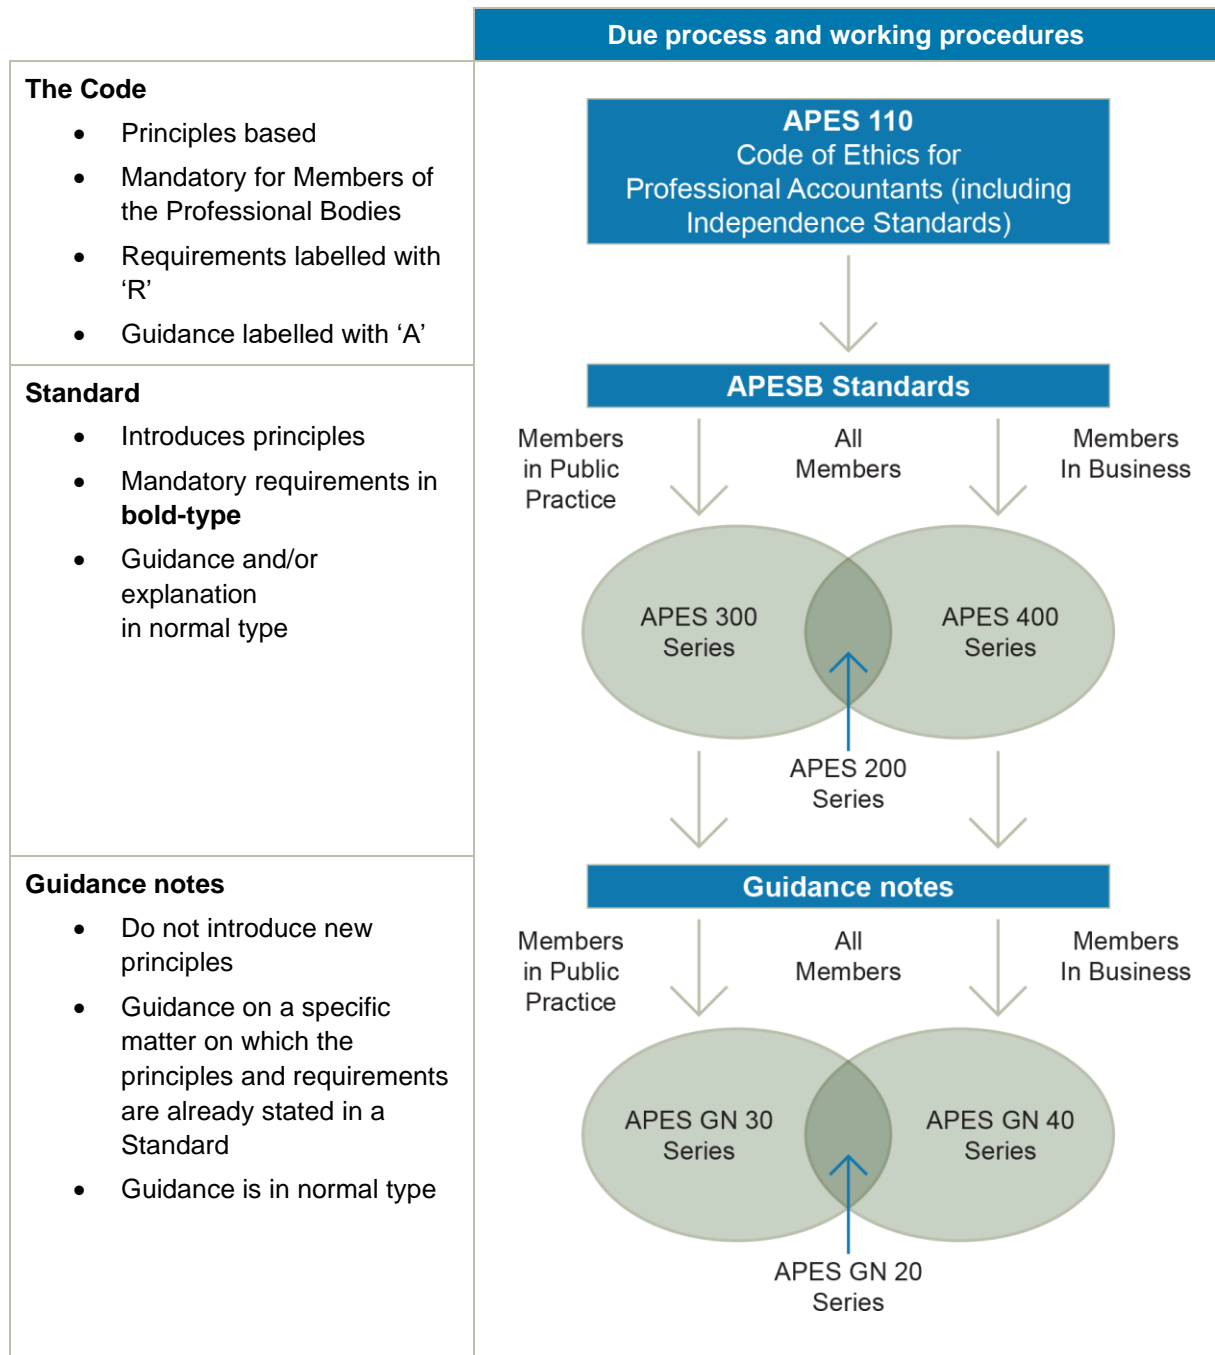 Due process and working procedures
The Code
• Principles based
• Mandatory for Members of
the Professional Bodies
• Requirements labelled with
‘R’
• Guidance labelled with ‘A’
APES 110
Code of Ethics for
Professional Accountants (including
Independence Standards)
Standard
• Introduces principles
• Mandatory requirements in
bold-type
• Guidance and/or
explanation
in normal type
APESB Standards
Members
in Public
Practice
All
Members
Members
In Business
APES 300
Series
APES 400
Series
APES 200
Series
Guidance notes
• Do not introduce new
principles
• Guidance on a specific
matter on which the
principles and requirements
are already stated in a
Standard
• Guidance is in normal type
Guidance notes
Members
in Public
Practice
All
Members
Members
In Business
APES GN 30
Series
APES GN 40
Series
APES GN 20
Series